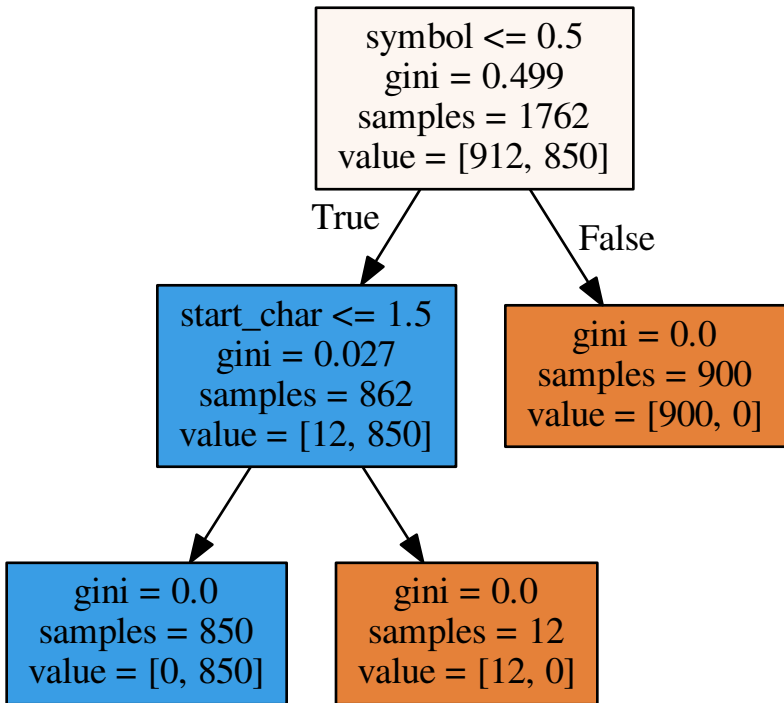 symbol <= 0.5
gini = 0.499
samples = 1762
value = [912, 850]
True
False
start_char <= 1.5
gini = 0.027
samples = 862
value = [12, 850]
gini = 0.0
samples = 900
value = [900, 0]
gini = 0.0
samples = 850
value = [0, 850]
gini = 0.0
samples = 12
value = [12, 0]